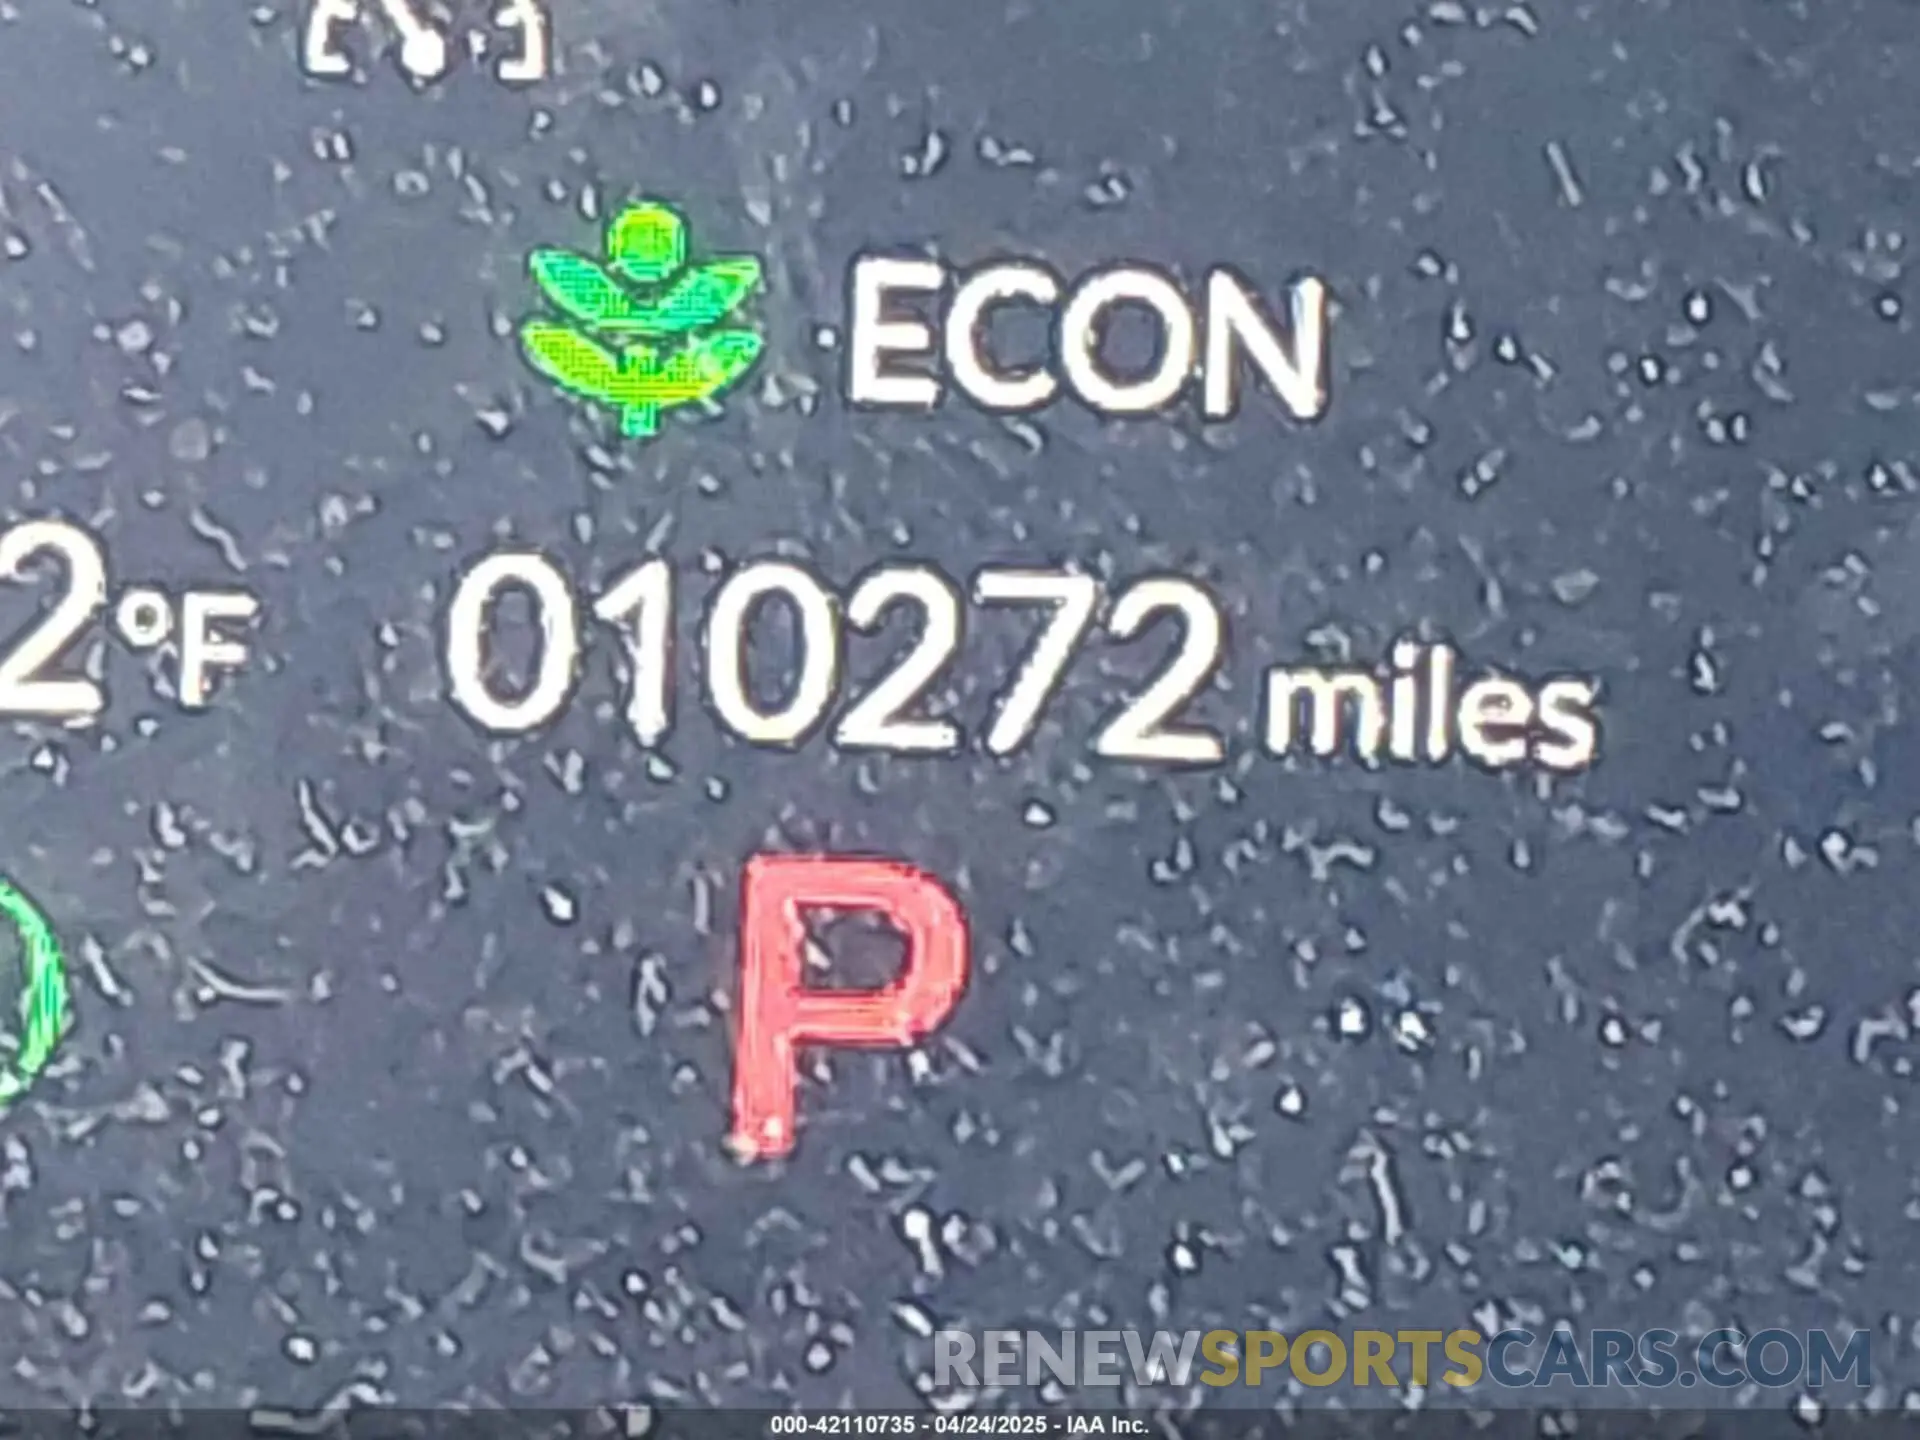 ECON
2°F 010272 miles
P
RENEWSPORTSCARS.COM
000-42110735 - 04/24/2025 - IAA Inc.